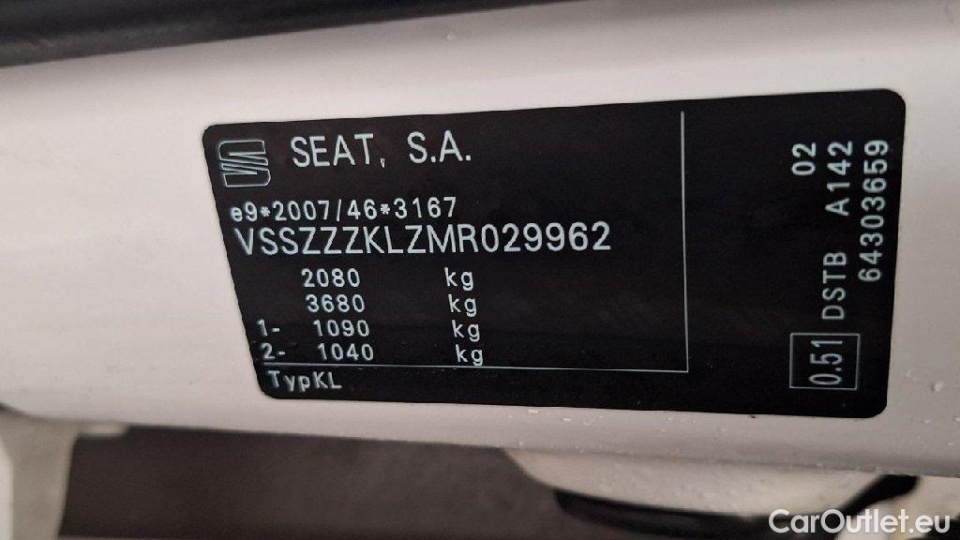 SEAT, S.A.
e9*2007/46*3167
VSSZZZKLZMR029962
2080 kg
3680 kg
1- 1090 kg
2- 1040 kg
TypKL
02
DSTB A142
64303659
0.51
CarOutlet.eu